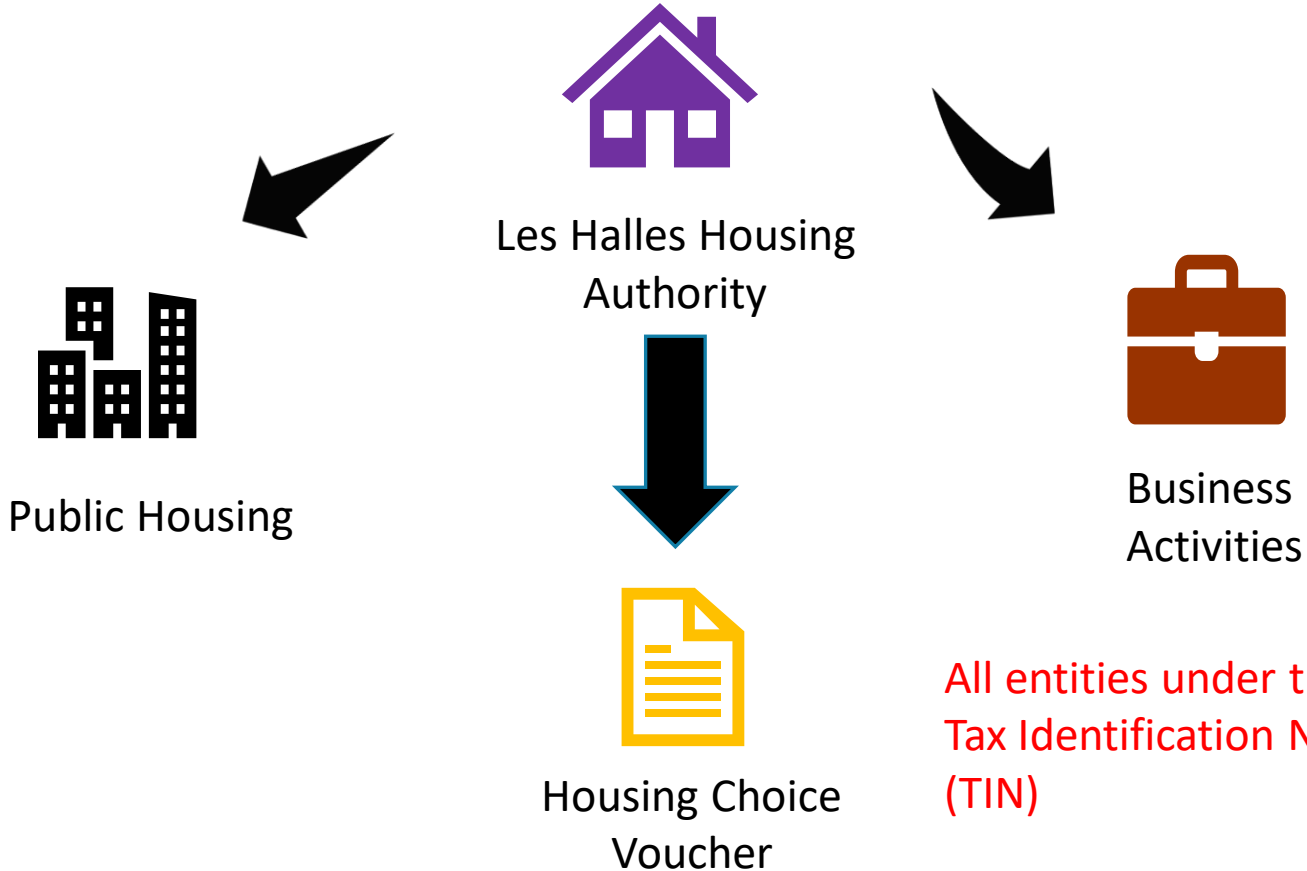 Les Halles Housing
Authority
Public Housing
Business
Activities
Housing Choice
Voucher
All entities under
Tax Identification
(TIN)